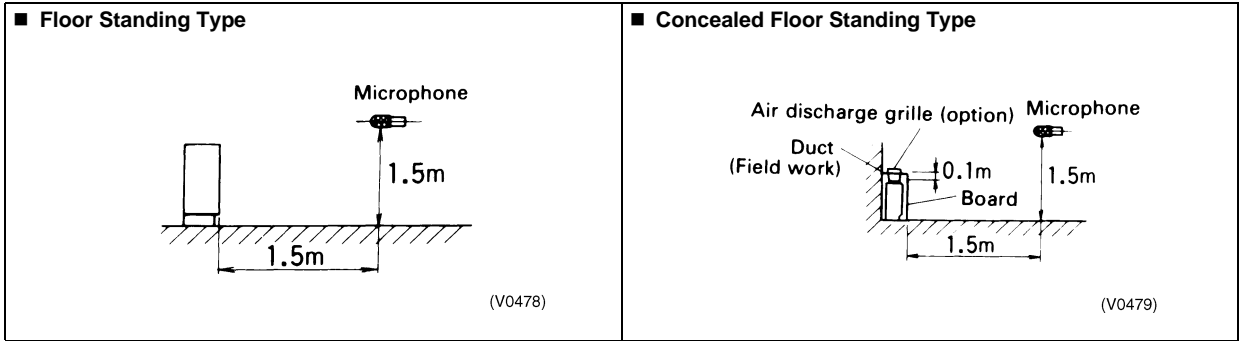 ■ Floor Standing Type
Microphone
1.5m
1.5m
(V0478)
■ Concealed Floor Standing Type
Air discharge grille (option)
Microphone
Duct
(Field work)
0.1m
1.5m
Board
1.5m
(V0479)